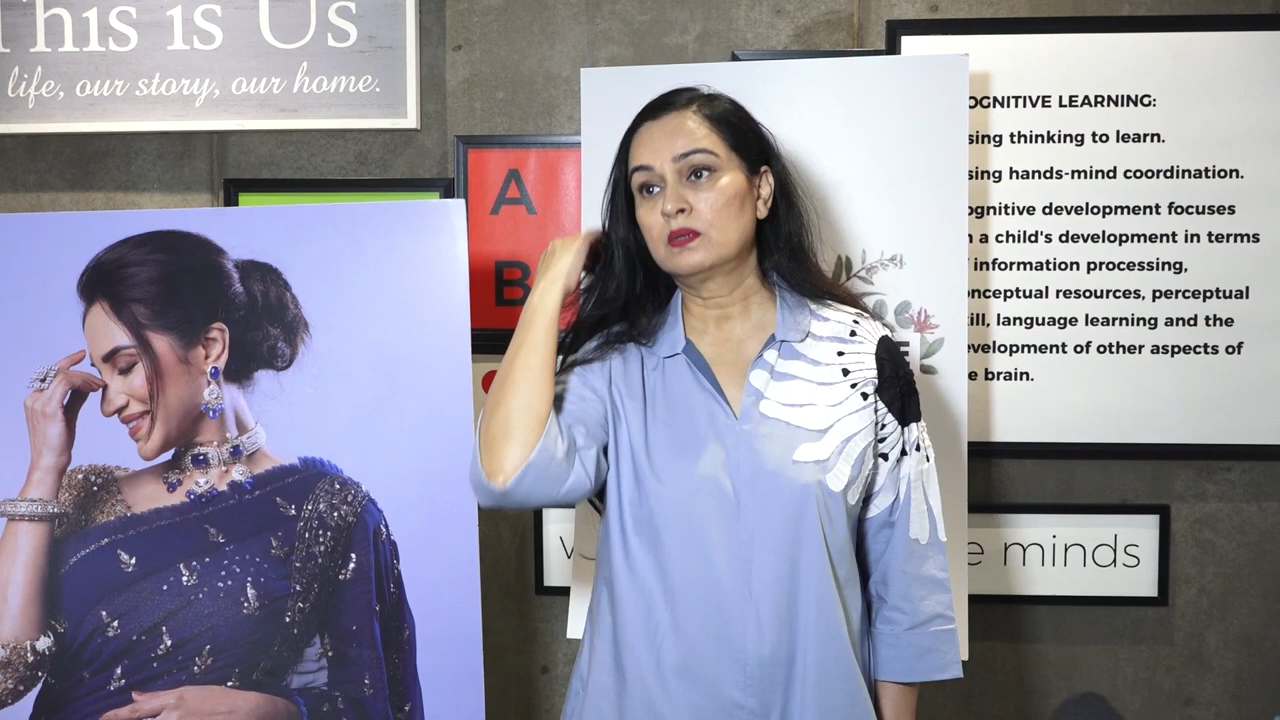 This is Us
life, our story, our home.
A
B
OGNITIVE LEARNING:
sing thinking to learn.
sing hands-mind coordination.
ognitive development focuses
a child's development in terms
information processing,
onceptual resources, perceptual
ill, language learning and the
evelopment of other aspects of
e brain.
e minds